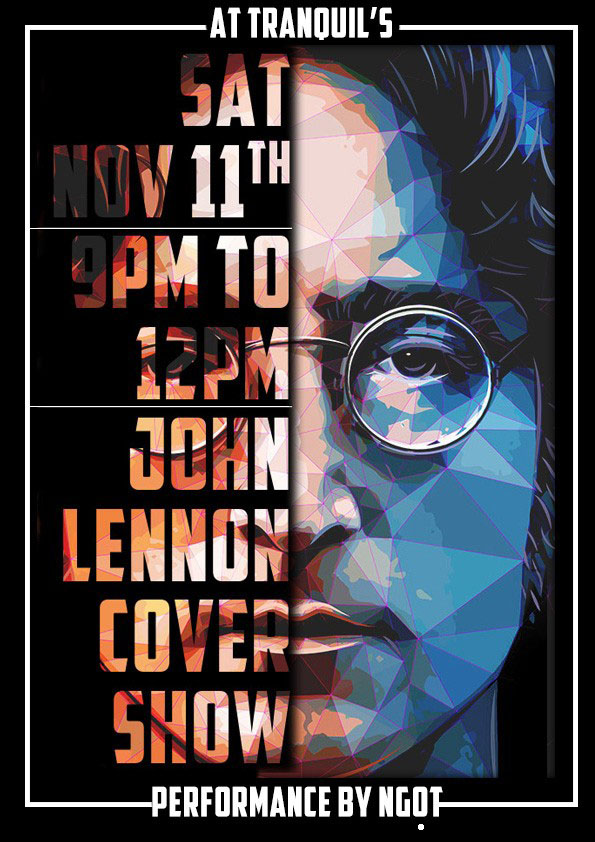 AT TRANQUIL'S
SAT
NOV 11TH
9PM TO
12PM
JOHN
LENNON
COVER
SHOW
PERFORMANCE BY NGỌT